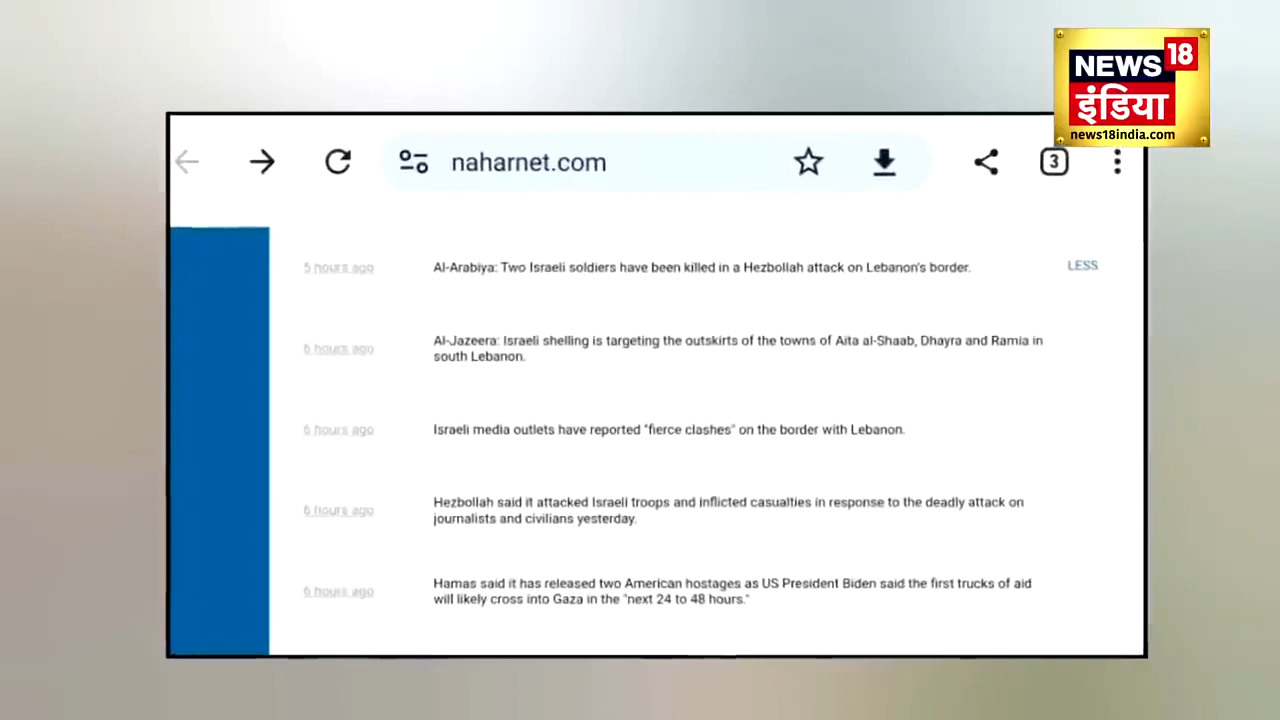 NEWS 18
इंडिया
news18india.com
naharnet.com
3
5 hours ago
Al-Arabiya: Two Israeli soldiers have been killed in a Hezbollah attack on Lebanon's border.
LESS
6 hours ago
Al-Jazeera: Israeli shelling is targeting the outskirts of the towns of Aita al-Shaab, Dhayra and Ramia in
south Lebanon.
6 hours ago
Israeli media outlets have reported "fierce clashes" on the border with Lebanon.
6 hours ago
Hezbollah said it attacked Israeli troops and inflicted casualties in response to the deadly attack on
journalists and civilians yesterday.
6 hours ago
Hamas said it has released two American hostages as US President Biden said the first trucks of aid
will likely cross into Gaza in the "next 24 to 48 hours."